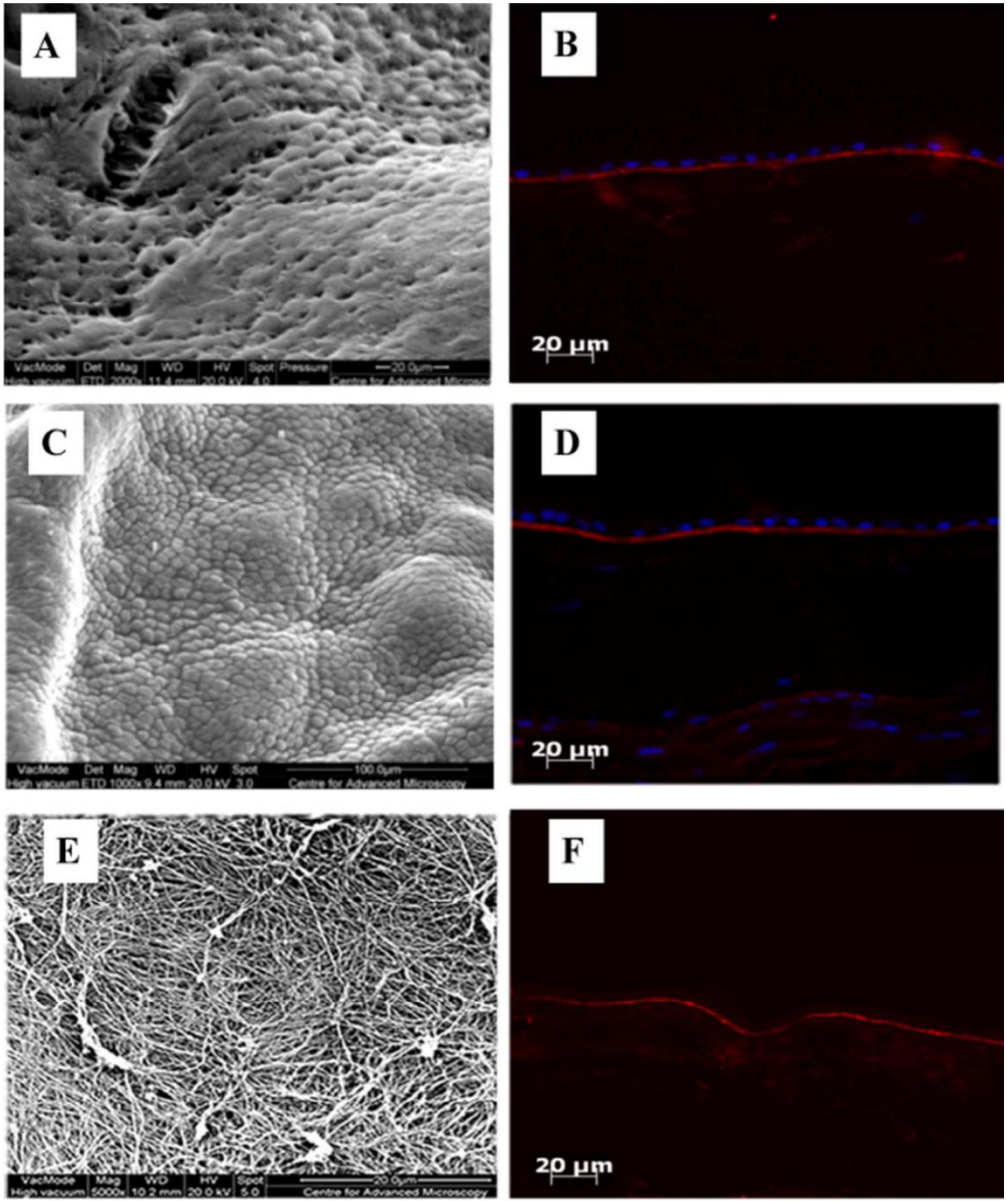 A
VacMode Det Mag WD HV Spot Pressure 20.0µm
High vacuum ETD 2000x 11.4 mm 20.0 kV 4.0 --- Centre for Advanced Microsc
B
20 µm
C
VacMode Det Mag WD HV Spot 100.0µm
High vacuum ETD 1000x 9.4 mm 20.0 kV 3.0 Centre for Advanced Microscopy
D
20 µm
E
VacMode Mag WD HV Spot 20.0µm
High vacuum 5000x 10.2 mm 20.0 kV 5.0 Centre for Advanced Microscopy
F
20 µm